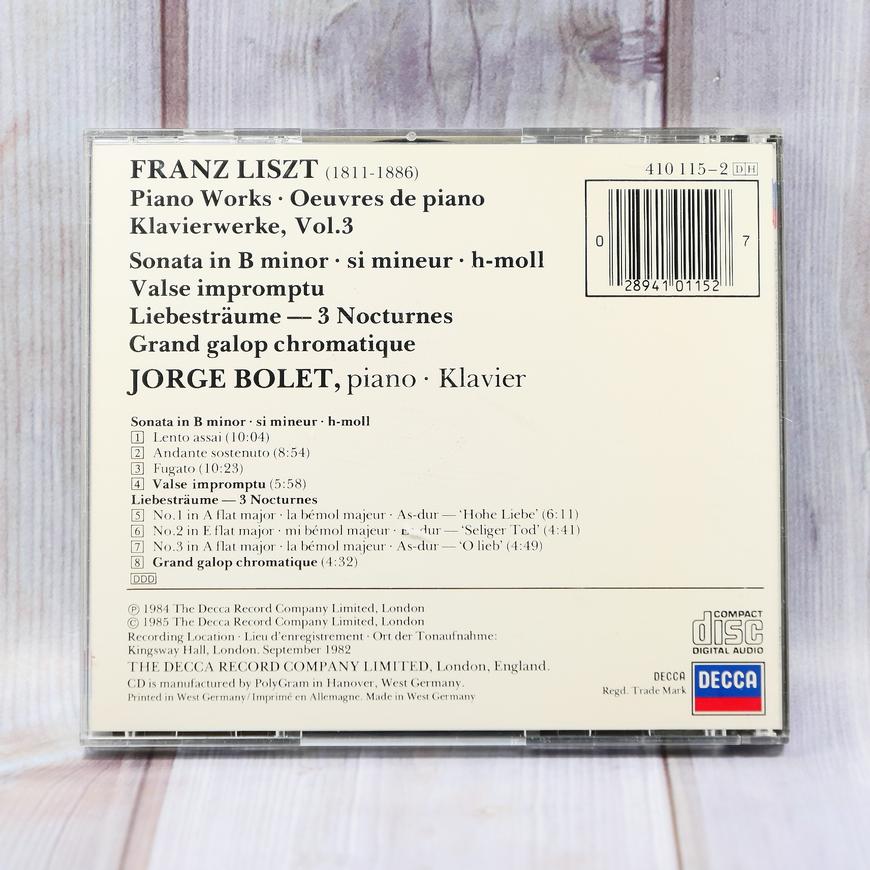 FRANZ LISZT (1811-1886)
Piano Works · Oeuvres de piano
Klavierwerke, Vol.3
Sonata in B minor · si mineur · h-moll
Valse impromptu
Liebesträume — 3 Nocturnes
Grand galop chromatique
JORGE BOLET, piano · Klavier
410 115-2 DH
0 28941 01152 7
Sonata in B minor · si mineur · h-moll
1 Lento assai (10:04)
2 Andante sostenuto (8:54)
3 Fugato (10:23)
4 Valse impromptu (5:58)
Liebesträume — 3 Nocturnes
5 No.1 in A flat major · la bémol majeur · As-dur — ‘Hohe Liebe’ (6:11)
6 No.2 in E flat major · mi bémol majeur · dur — ‘Seliger Tod’ (4:41)
7 No.3 in A flat major · la bémol majeur · As-dur — ‘O lieb’ (4:49)
8 Grand galop chromatique (4:32)
DDD
℗ 1984 The Decca Record Company Limited, London
© 1985 The Decca Record Company Limited, London
Recording Location · Lieu d'enregistrement · Ort der Tonaufnahme:
Kingsway Hall, London. September 1982
THE DECCA RECORD COMPANY LIMITED, London, England.
CD is manufactured by PolyGram in Hanover, West Germany.
Printed in West Germany/Imprimé en Allemagne. Made in West Germany
COMPACT
disc
DIGITAL AUDIO
DECCA
Regd. Trade Mark
DECCA